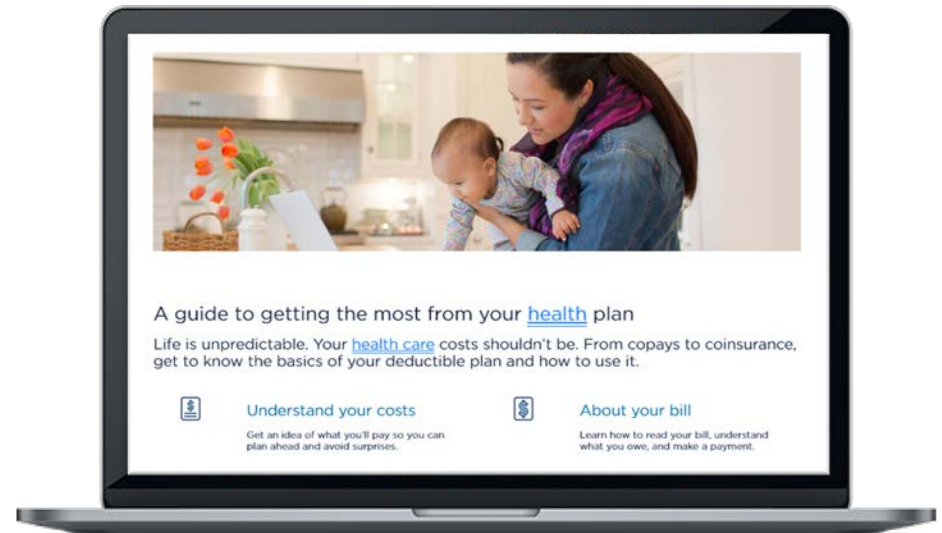 A guide to getting the most from your health plan
Life is unpredictable. Your health care costs shouldn't be. From copays to coinsurance,
get to know the basics of your deductible plan and how to use it.
Understand your costs
Get an idea of what you'll pay so you can
plan ahead and avoid surprises.
About your bill
Learn how to read your bill, understand
what you owe, and make a payment.